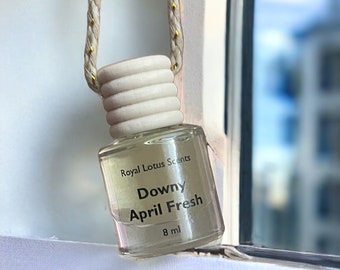 Royal Lotus Scents
Downy
April Fresh
8 ml